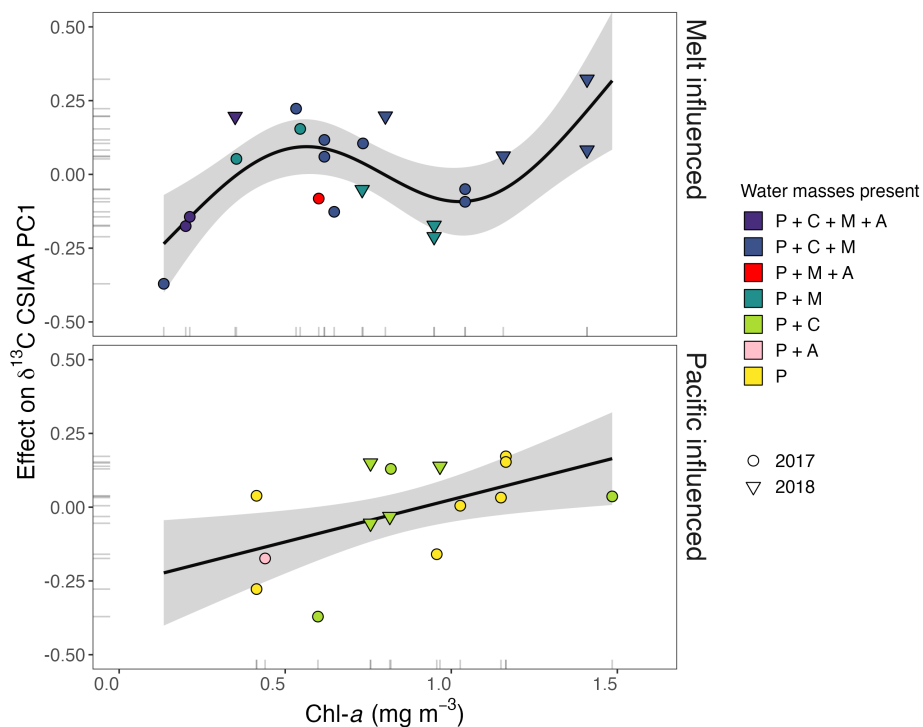 Effect on δ¹³C CSIAA PC1
0.50
0.25
0.00
-0.25
-0.50
Melt influenced
0.50
0.25
0.00
-0.25
-0.50
Pacific influenced
0.0
0.5
1.0
1.5
Chl-a (mg m⁻³)
Water masses present
P + C + M + A
P + C + M
P + M + A
P + M
P + C
P + A
P
2017
2018